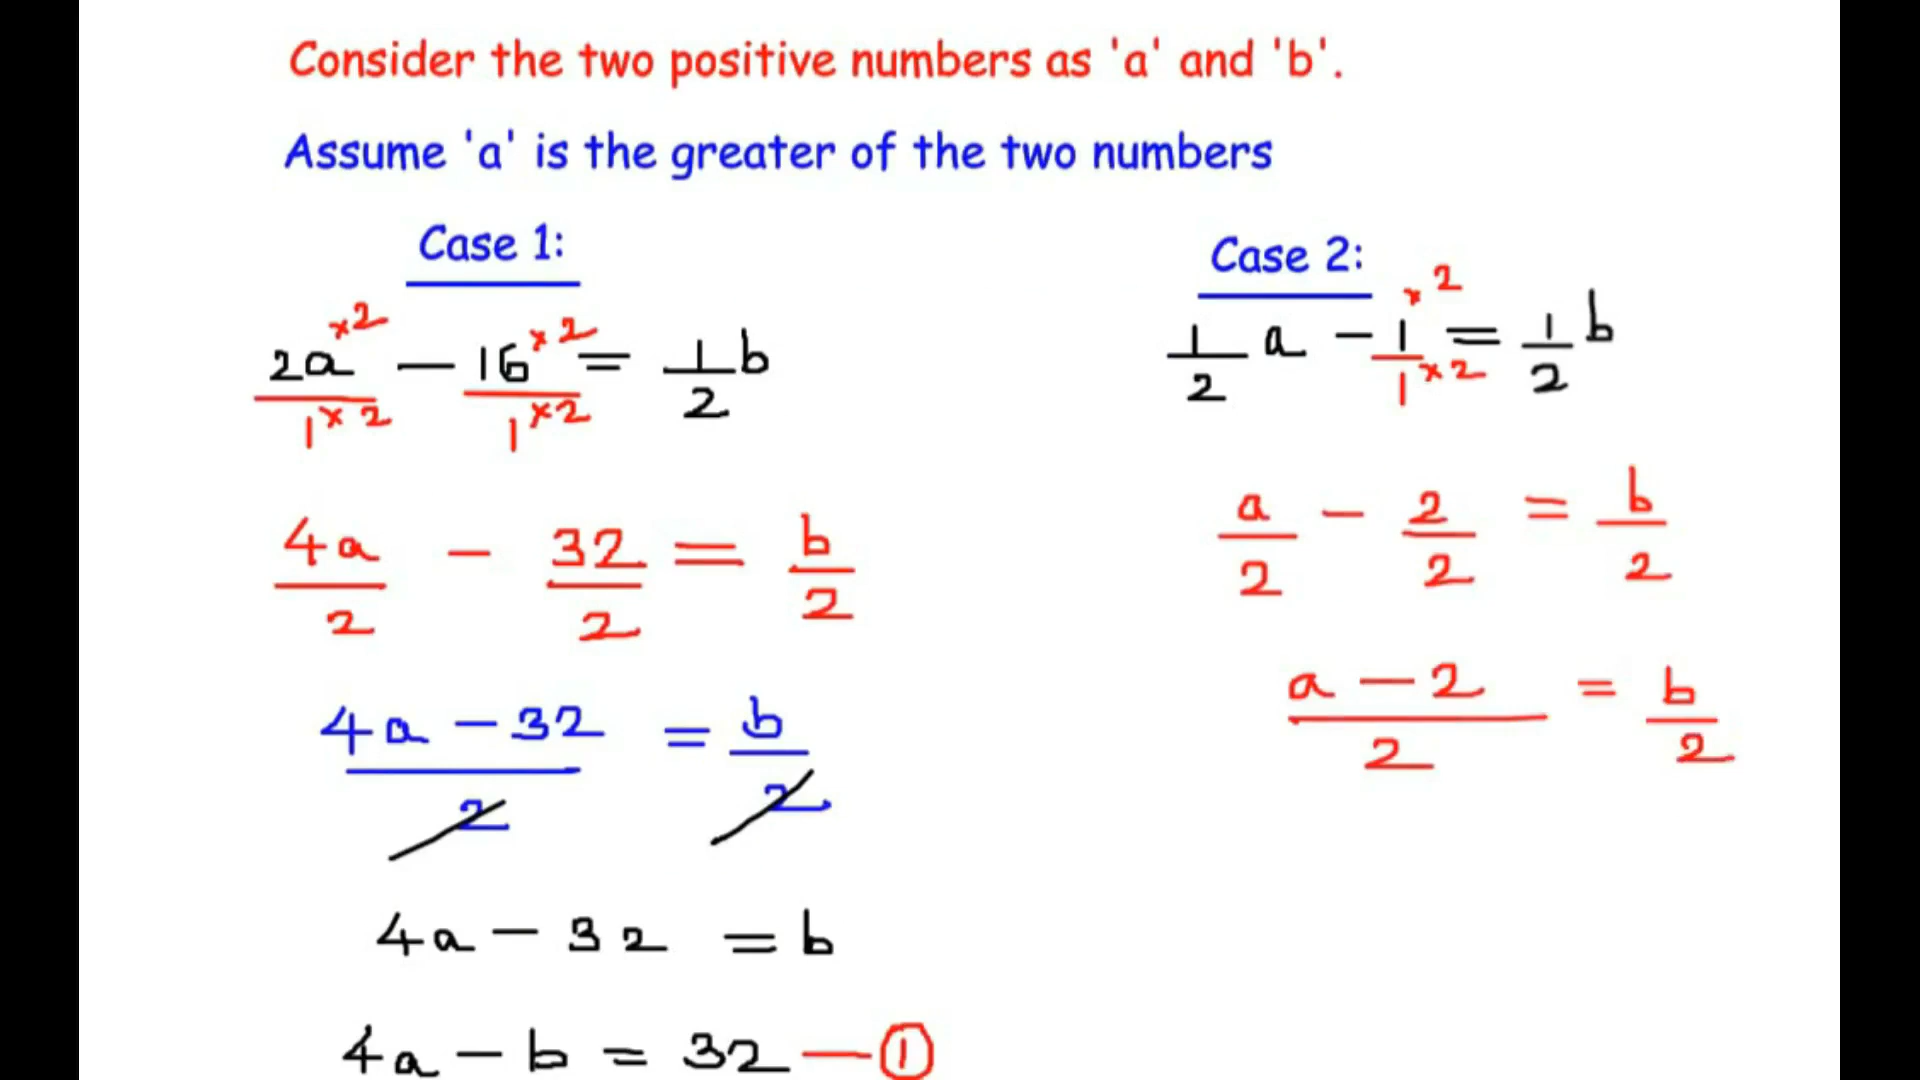 Consider the two positive numbers as 'a' and 'b'.
Assume 'a' is the greater of the two numbers
Case 1:
2a^{×2}/1^{×2} − 16^{×2}/1^{×2} = 1/2 b
4a/2 − 32/2 = b/2
4a − 32/2 = b/2
4a − 32 = b
4a − b = 32 — ①
Case 2:
1/2 a − 1^{×2}/1^{×2} = 1/2 b
a/2 − 2/2 = b/2
a − 2/2 = b/2